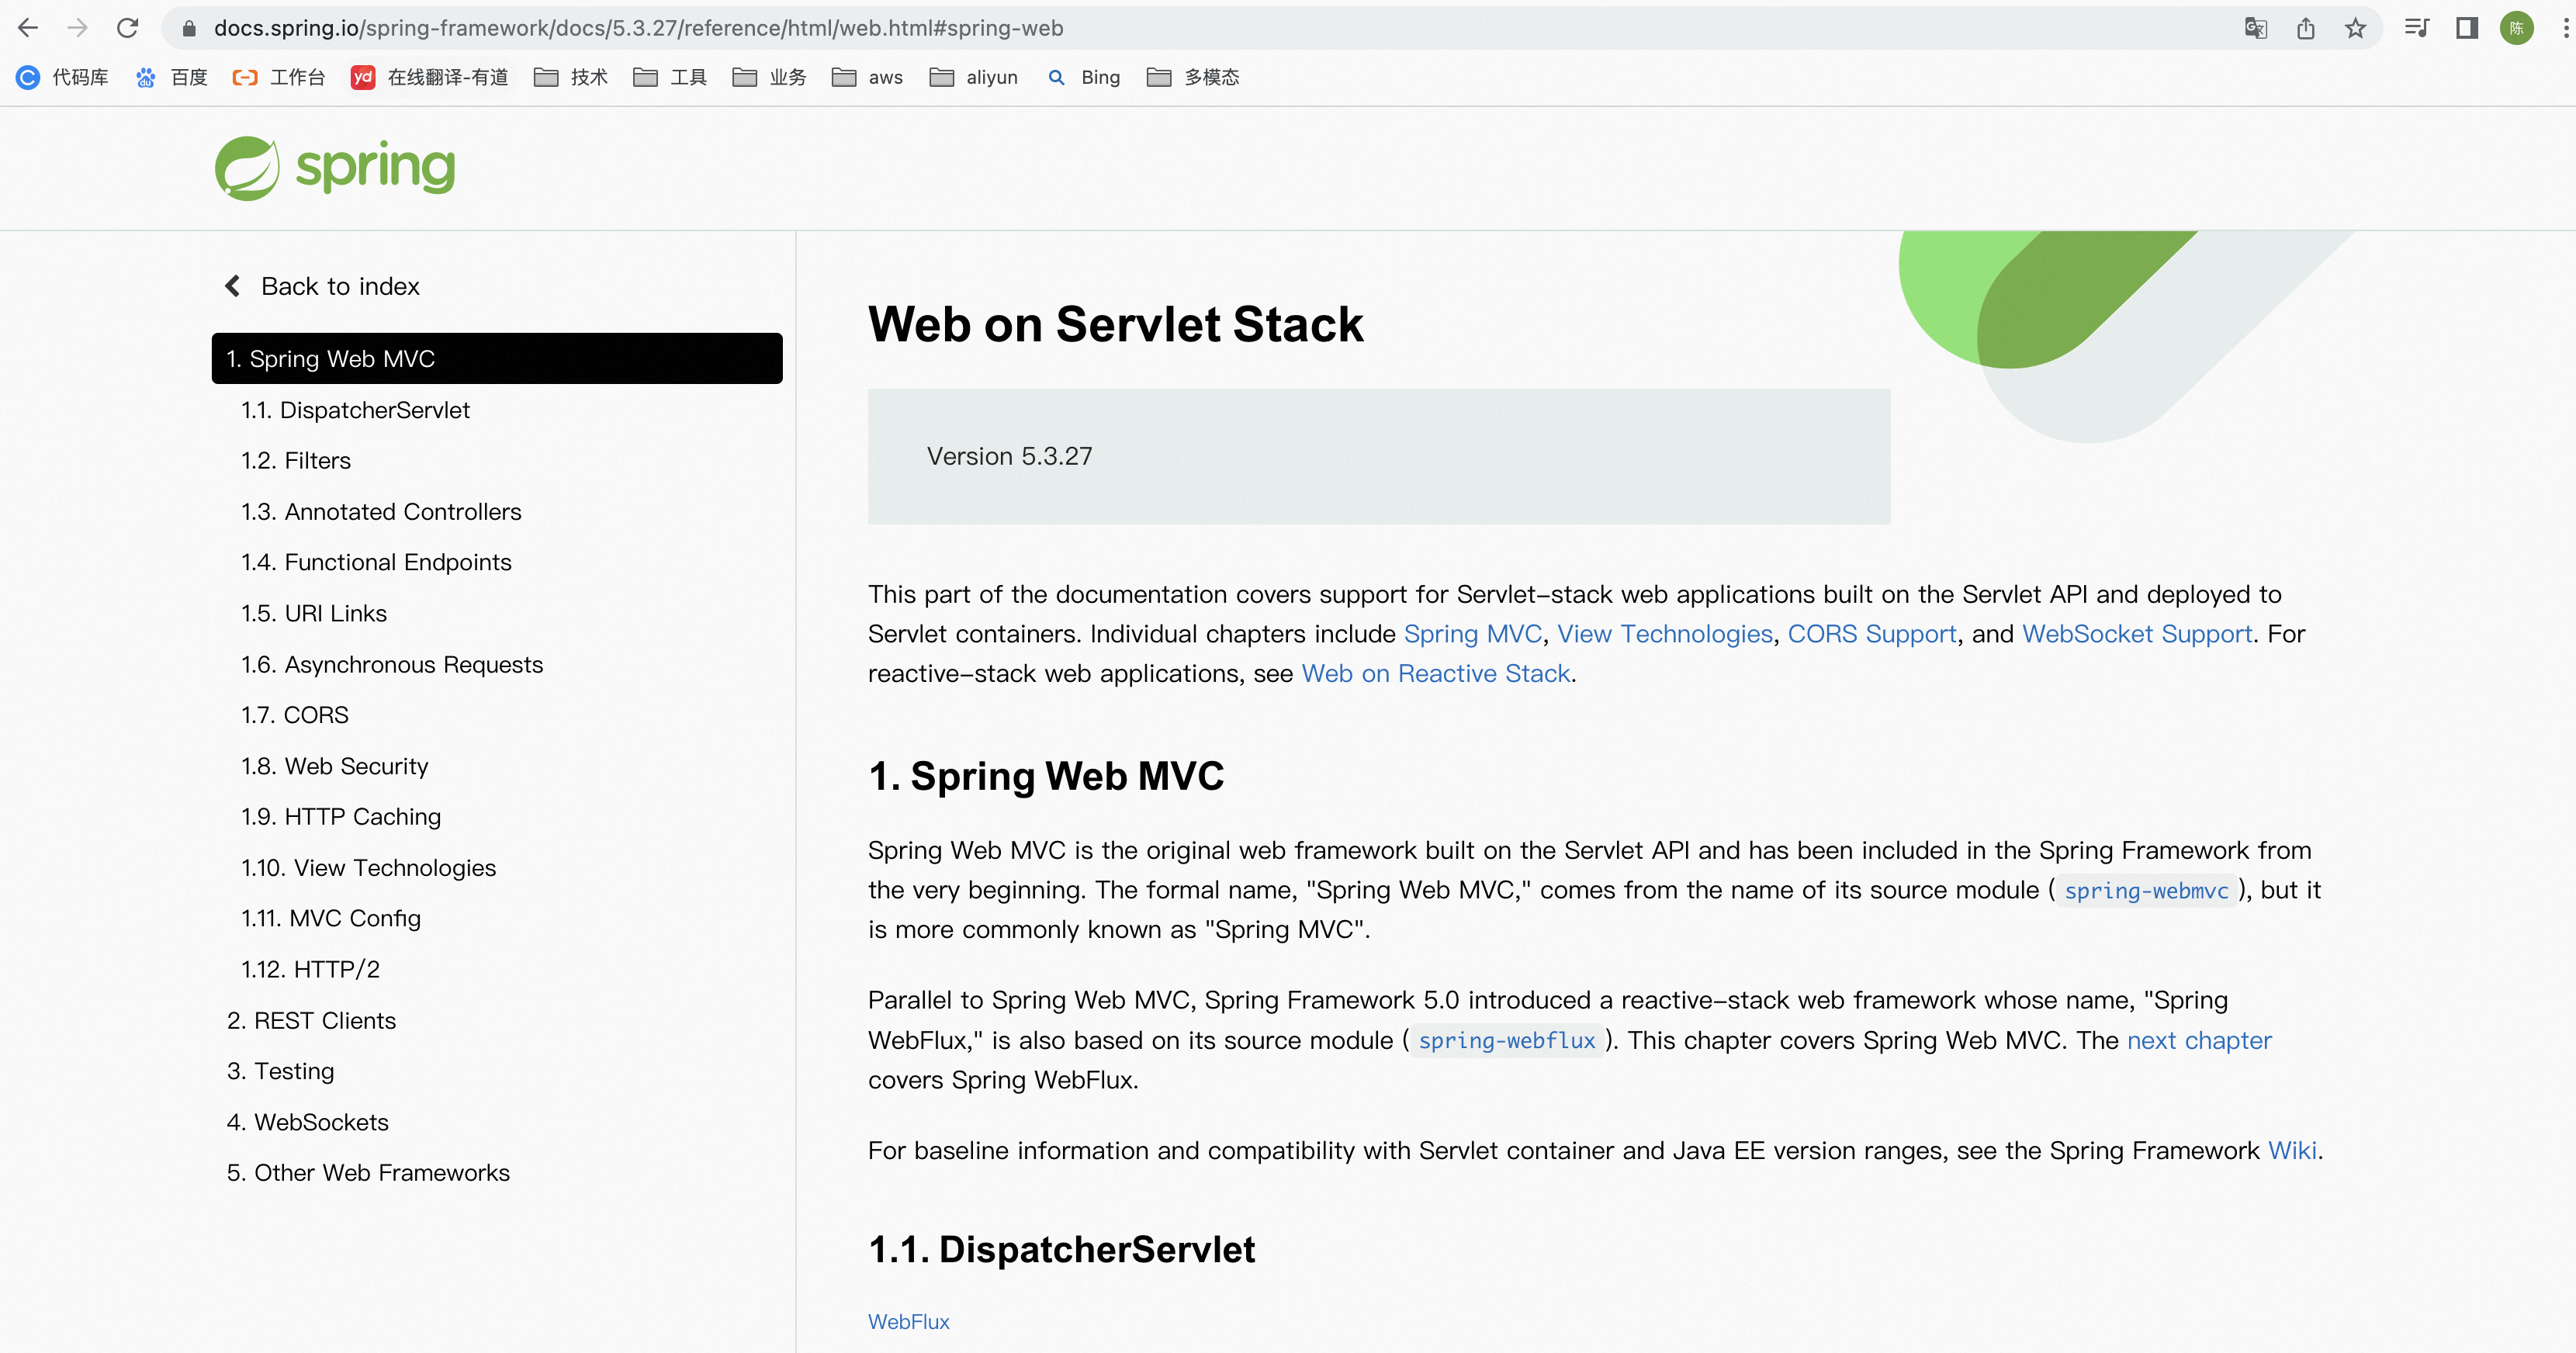 docs.spring.io/spring-framework/docs/5.3.27/reference/html/web.html#spring-web
陈
代码库 百度 工作台 yd 在线翻译-有道 技术 工具 业务 aws aliyun Bing 多模态
spring
Back to index
1. Spring Web MVC
1.1. DispatcherServlet
1.2. Filters
1.3. Annotated Controllers
1.4. Functional Endpoints
1.5. URI Links
1.6. Asynchronous Requests
1.7. CORS
1.8. Web Security
1.9. HTTP Caching
1.10. View Technologies
1.11. MVC Config
1.12. HTTP/2
2. REST Clients
3. Testing
4. WebSockets
5. Other Web Frameworks
Web on Servlet Stack
Version 5.3.27
This part of the documentation covers support for Servlet-stack web applications built on the Servlet API and deployed to
Servlet containers. Individual chapters include Spring MVC, View Technologies, CORS Support, and WebSocket Support. For
reactive-stack web applications, see Web on Reactive Stack.
1. Spring Web MVC
Spring Web MVC is the original web framework built on the Servlet API and has been included in the Spring Framework from
the very beginning. The formal name, "Spring Web MVC," comes from the name of its source module (spring-webmvc), but it
is more commonly known as "Spring MVC".
Parallel to Spring Web MVC, Spring Framework 5.0 introduced a reactive-stack web framework whose name, "Spring
WebFlux," is also based on its source module (spring-webflux). This chapter covers Spring Web MVC. The next chapter
covers Spring WebFlux.
For baseline information and compatibility with Servlet container and Java EE version ranges, see the Spring Framework Wiki.
1.1. DispatcherServlet
WebFlux